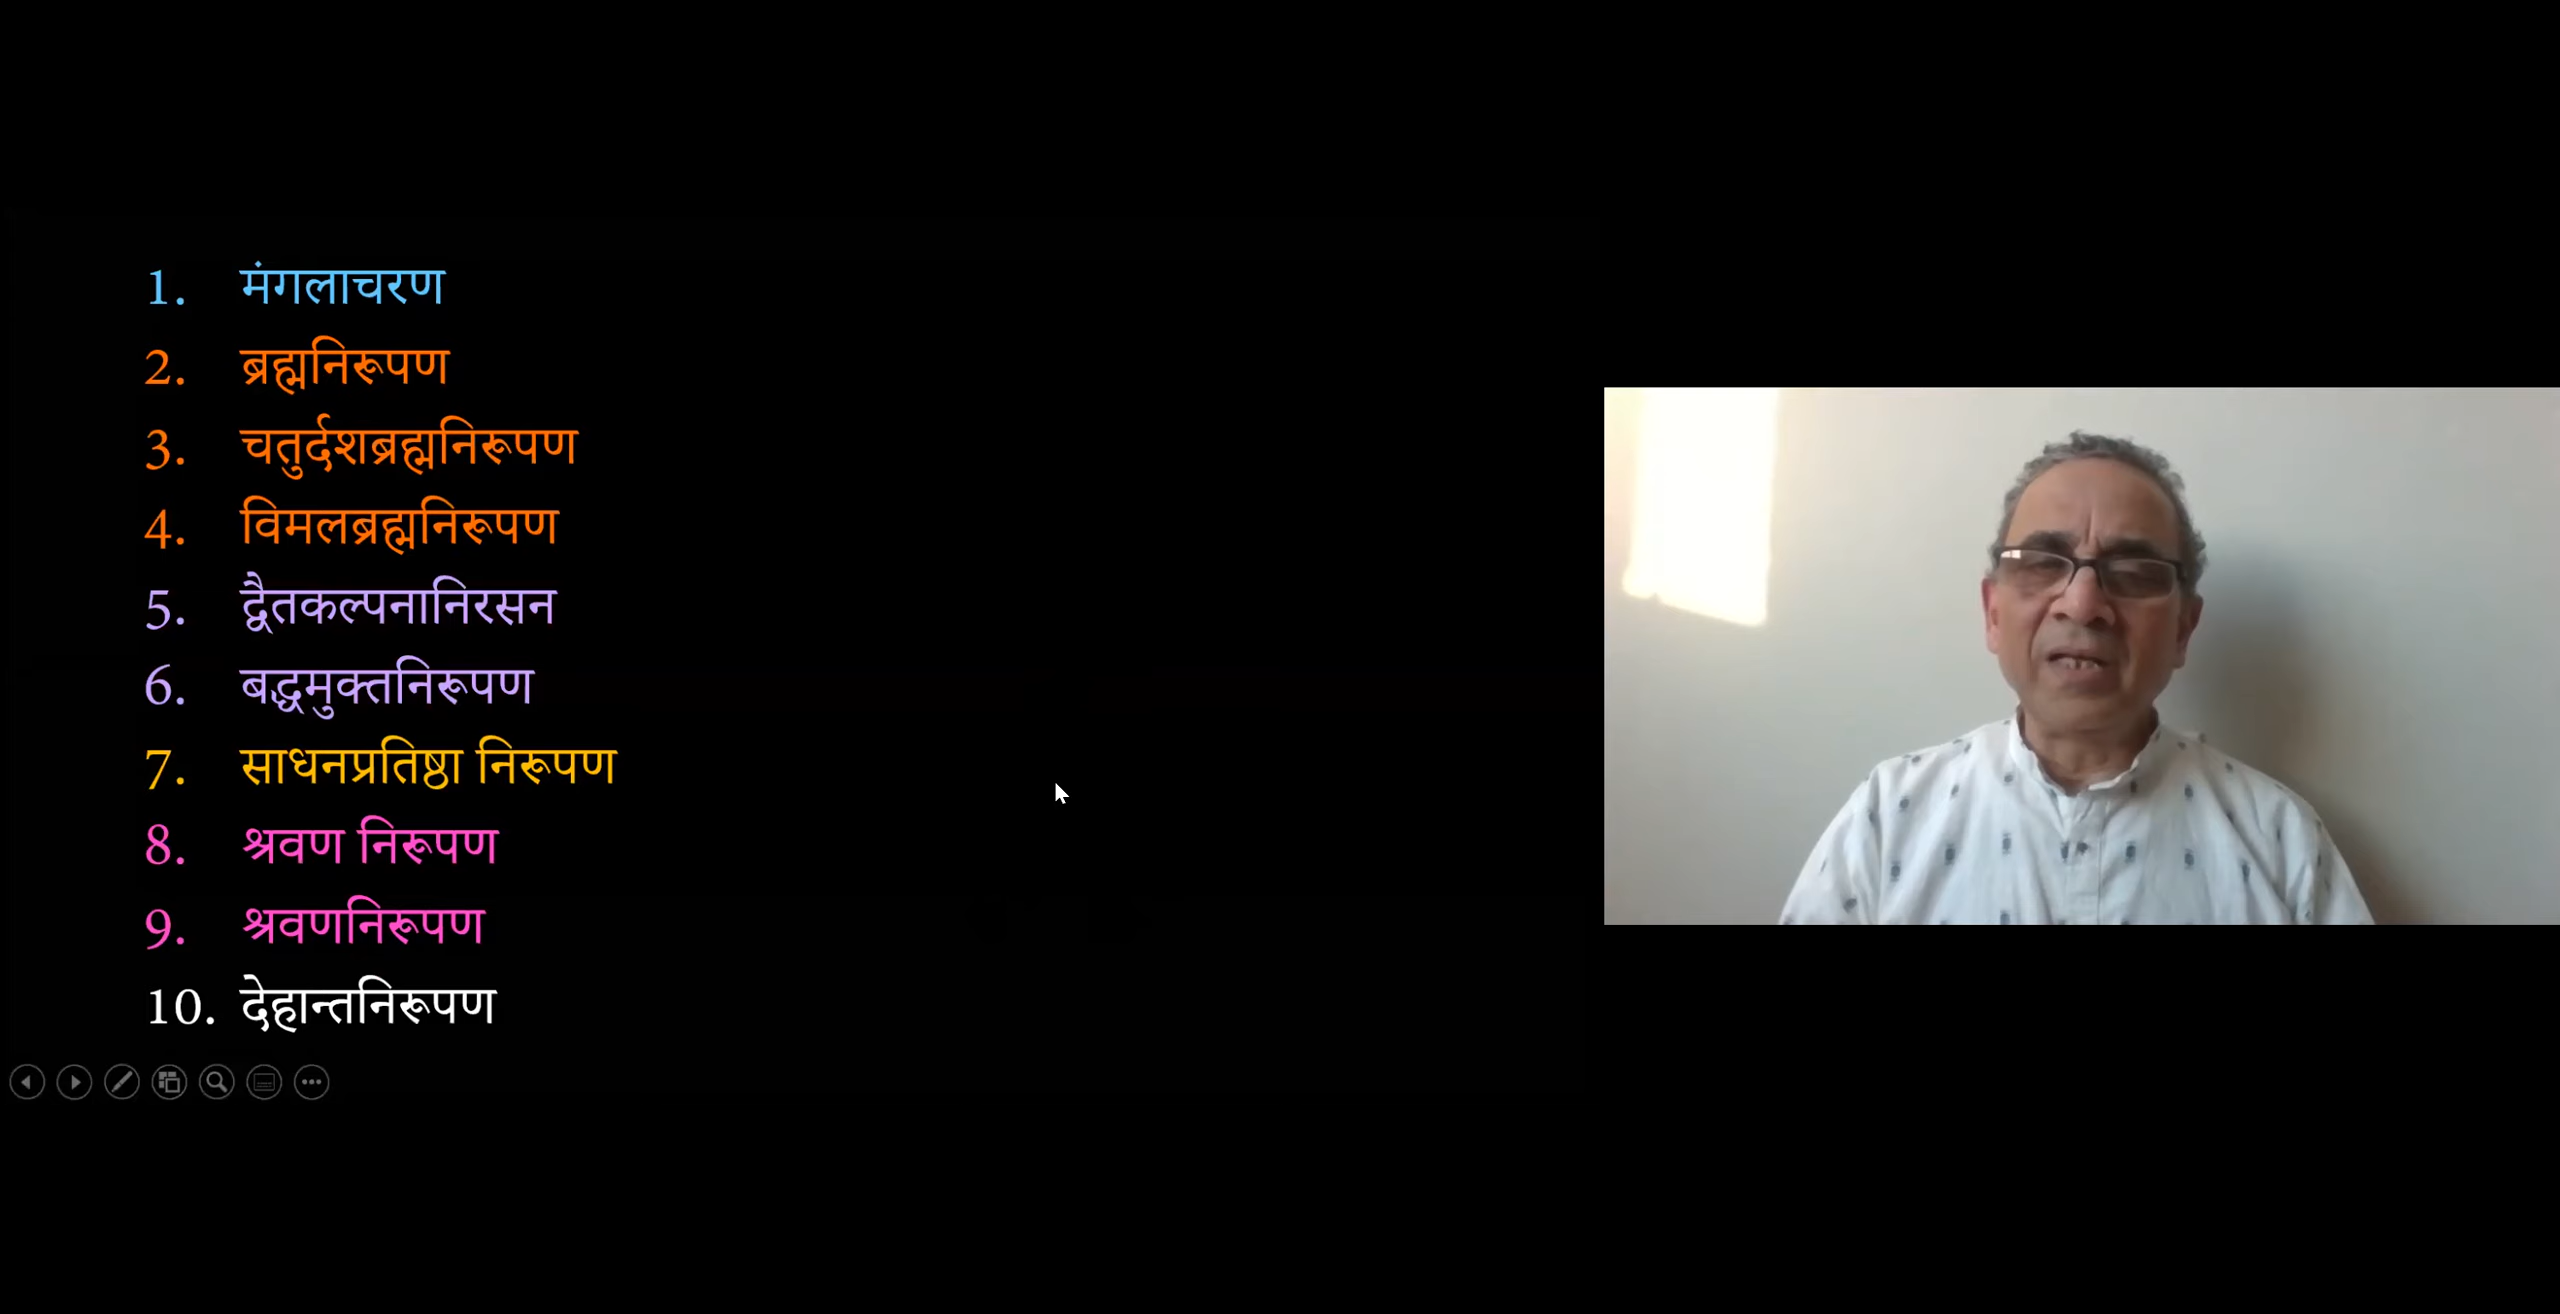 1. मंगलाचरण
2. ब्रह्मनिरूपण
3. चतुर्दशब्रह्मनिरूपण
4. विमलब्रह्मनिरूपण
5. द्वैतकल्पनानिरसन
6. बद्धमुक्तनिरूपण
7. साधनप्रतिष्ठा निरूपण
8. श्रवण निरूपण
9. श्रवणनिरूपण
10. देहान्तनिरूपण